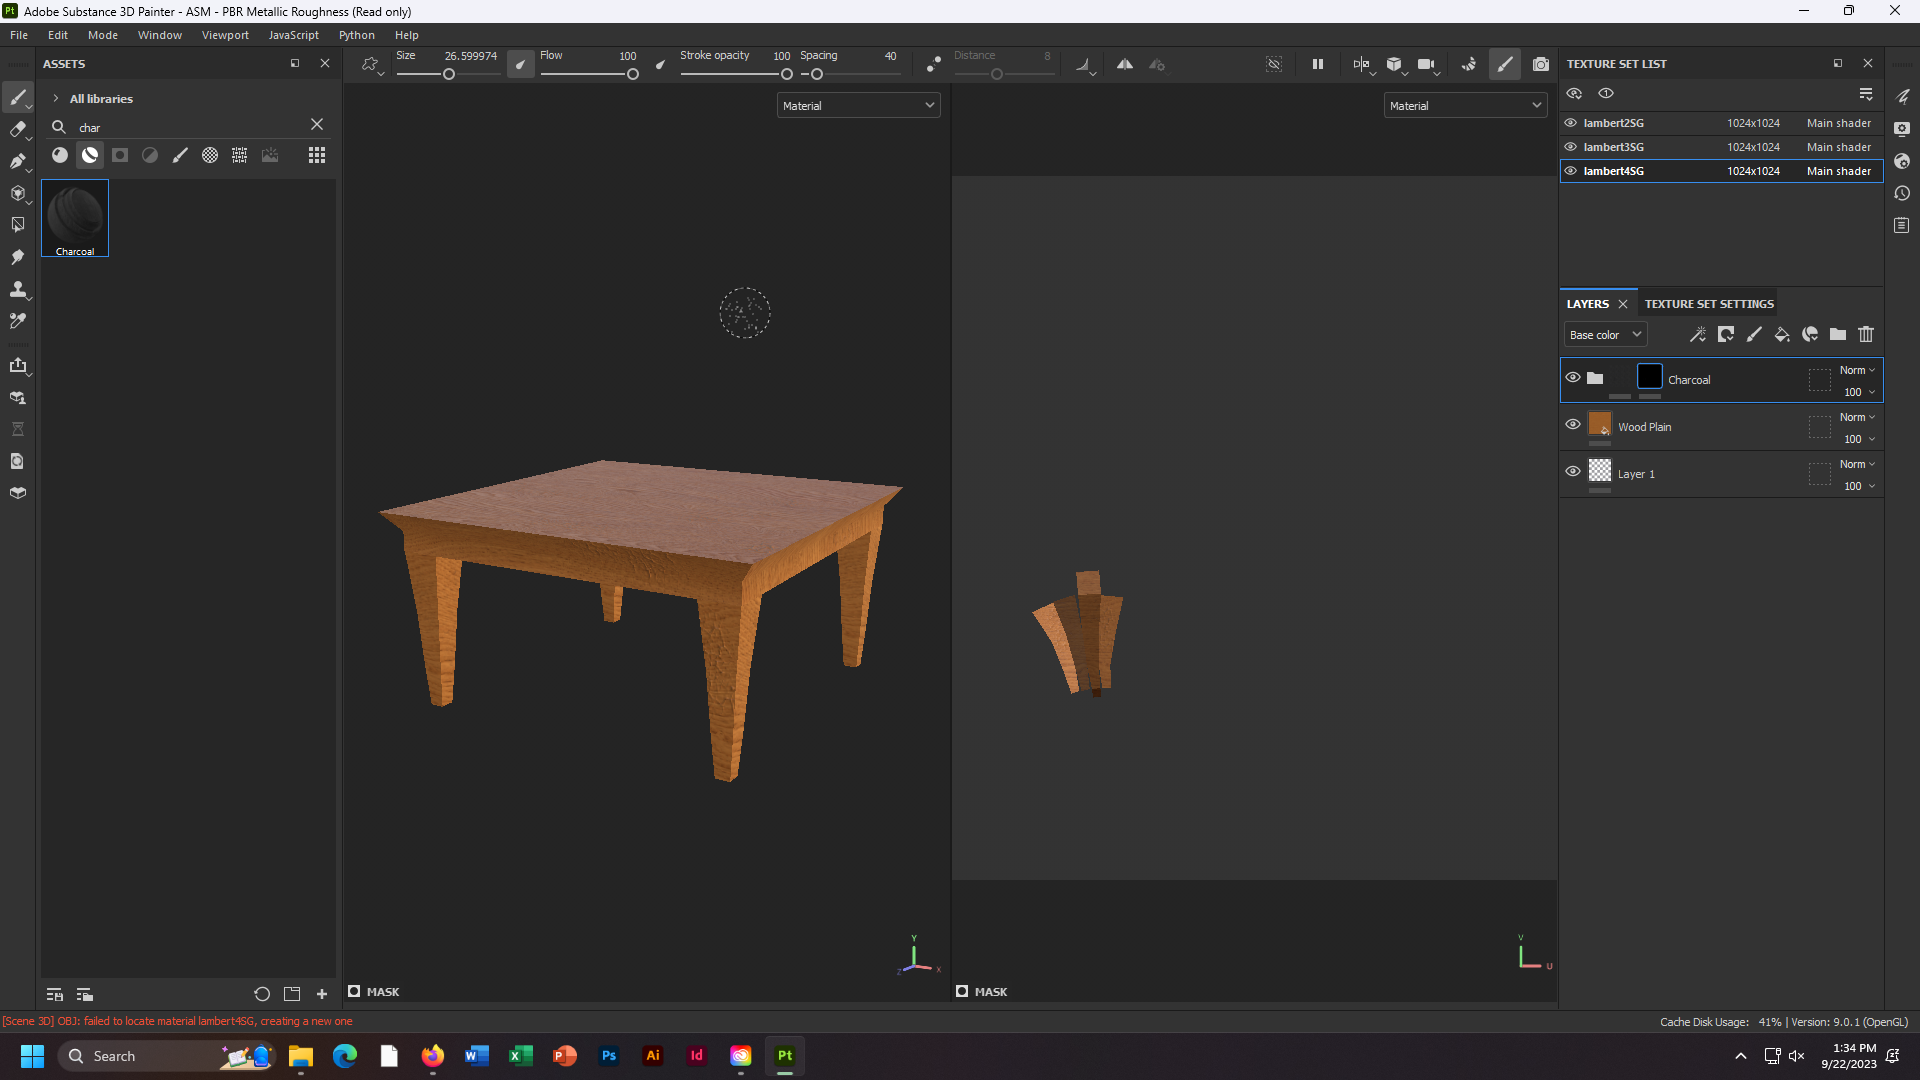 Pt Adobe Substance 3D Painter - ASM - PBR Metallic Roughness (Read only)
File Edit Mode Window Viewport JavaScript Python Help
ASSETS
Size 26.599974 Flow 100 Stroke opacity 100 Spacing 40 Distance 8
TEXTURE SET LIST
All libraries
char
Material
Material
lambert2SG 1024x1024 Main shader
lambert3SG 1024x1024 Main shader
lambert4SG 1024x1024 Main shader
Charcoal
LAYERS TEXTURE SET SETTINGS
Base color
Charcoal Norm
100
Wood Plain Norm
100
Layer 1 Norm
100
Y
Z X
V
U
MASK
MASK
[Scene 3D] OBJ: failed to locate material lambert4SG, creating a new one
Cache Disk Usage: 41% | Version: 9.0.1 (OpenGL)
Search
W X P Ps Ai Id Pt
1:34 PM
9/22/2023